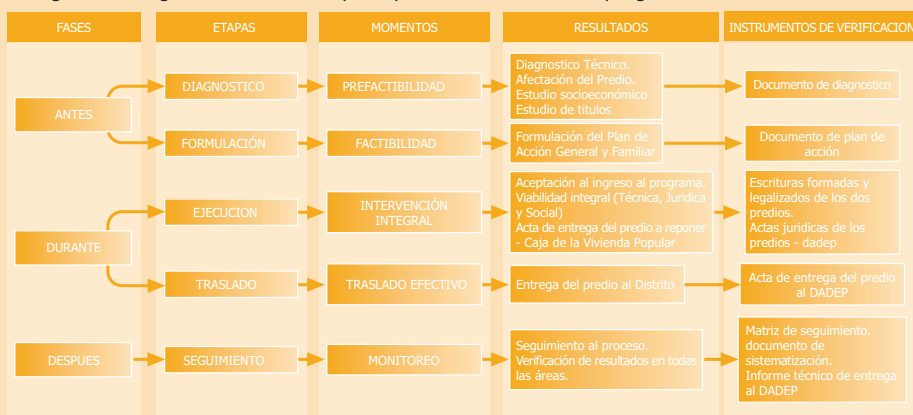 FASES
ETAPAS
MOMENTOS
RESULTADOS
INSTRUMENTOS DE VERIFICACION
ANTES
DIAGNOSTICO
PREFACTIBILIDAD
Diagnostico Técnico.
Afectación del Predio.
Estudio socioeconómico
Estudio de titulos
Documento de diagnostico
FORMULACIÓN
FACTIBILIDAD
Formulación del Plan de
Acción General y Familiar
Documento de plan de
acción
DURANTE
EJECUCION
INTERVENCIÓN
INTEGRAL
Aceptación al ingreso al programa.
Viabilidad integral (Técnica, Juridica
y Social)
Acta de entrega del predio a reponer
- Caja de la Vivienda Popular
Escrituras formadas y
legalizados de los dos
predios.
Actas juridicas de los
predios - dadep
TRASLADO
TRASLADO EFECTIVO
Entrega del predio al Distrito
Acta de entrega del predio
al DADEP
DESPUES
SEGUIMIENTO
MONITOREO
Seguimiento al proceso.
Verificación de resultados en todas
las áreas.
Matriz de seguimiento.
documento de
sistematización.
Informe técnico de entrega
al DADEP